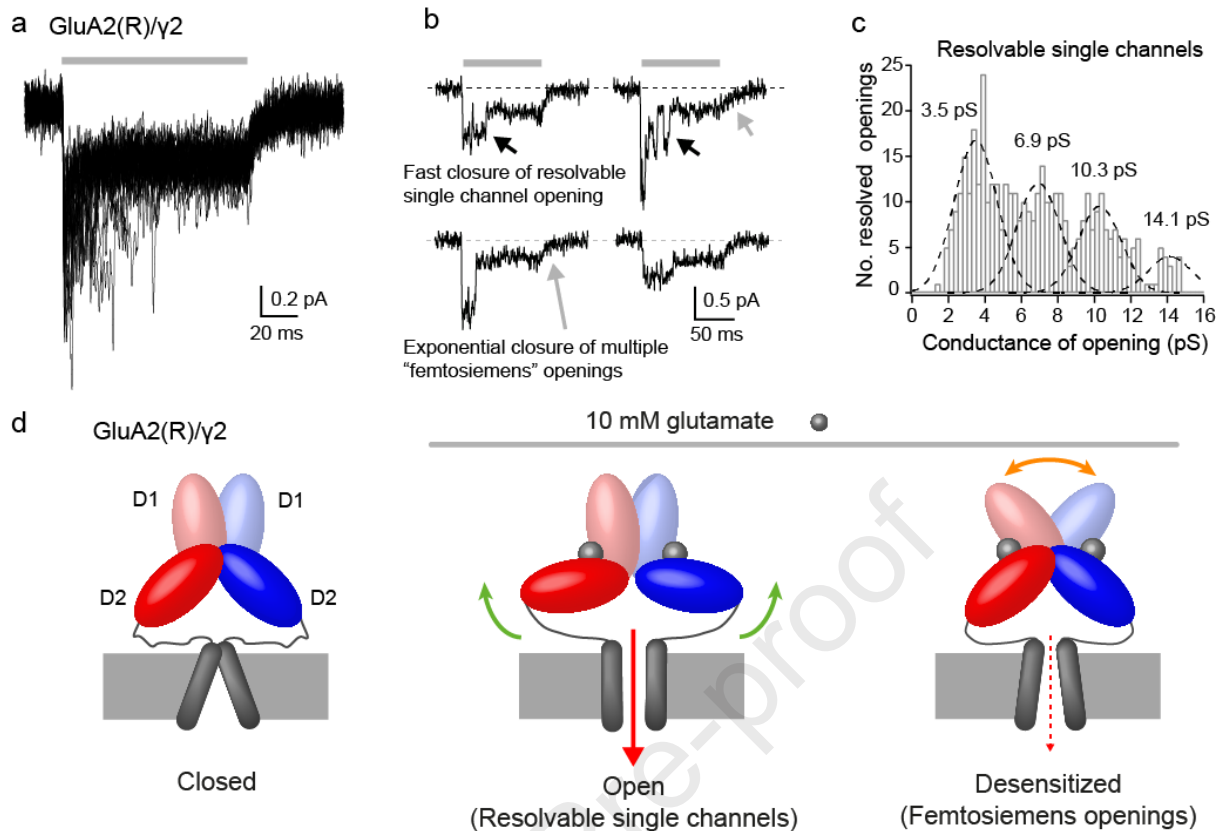 a
GluA2(R)/γ2
0.2 pA
20 ms
b
Fast closure of resolvable
single channel opening
Exponential closure of multiple
“femtosiemens” openings
0.5 pA
50 ms
c
Resolvable single channels
No. resolved openings
25
20
15
10
5
0
3.5 pS
6.9 pS
10.3 pS
14.1 pS
0 2 4 6 8 10 12 14 16
Conductance of opening (pS)
d
GluA2(R)/γ2
10 mM glutamate
D1 D1
D2 D2
Closed
Open
(Resolvable single channels)
Desensitized
(Femtosiemens openings)
re-proof